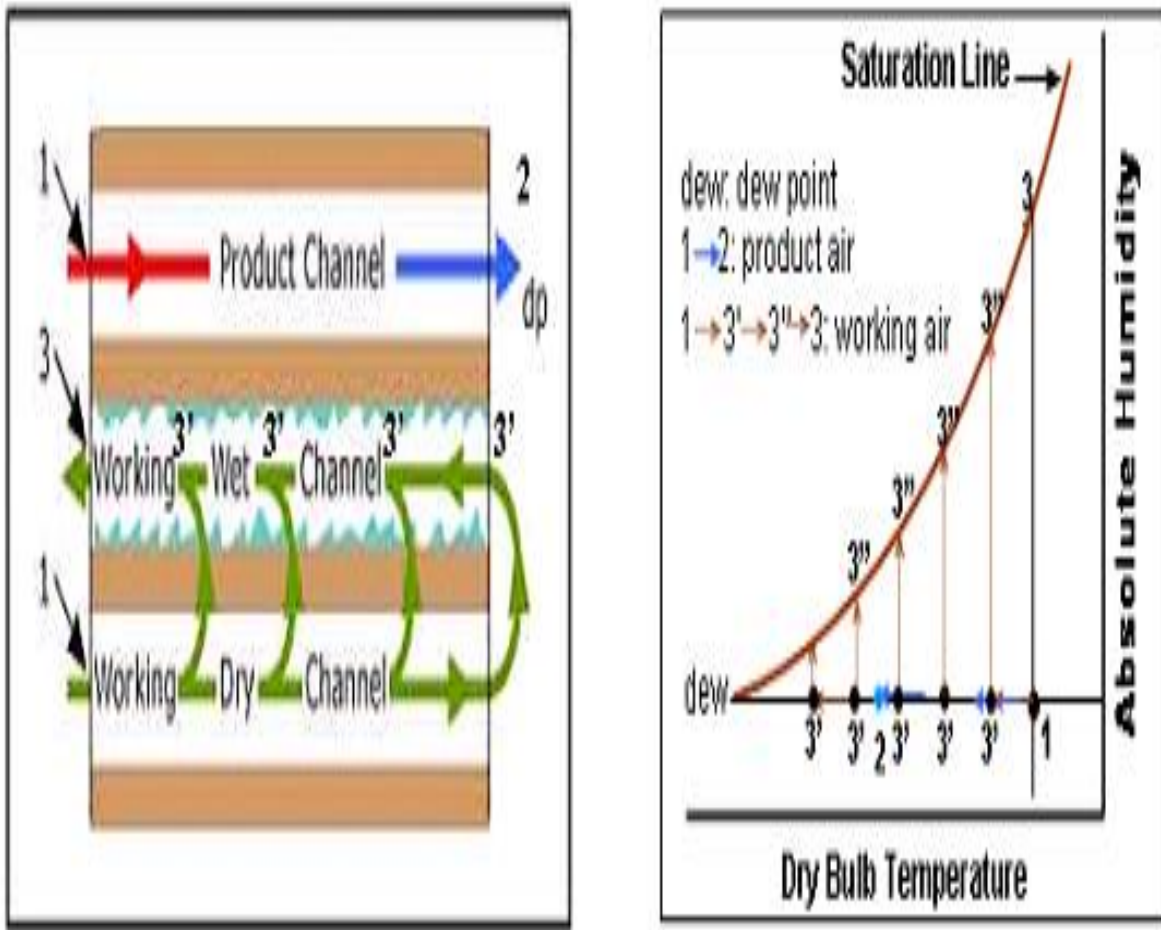 1
2
Product Channel
dp
3
3' 3' 3' 3'
Working Wet Channel
1
Working Dry Channel
Saturation Line
dew: dew point
1→2: product air
1→3'→3"→3: working air
3
3"
3"
3"
3"
dew
3' 3' 2 3' 3' 3' 1
Absolute Humidity
Dry Bulb Temperature